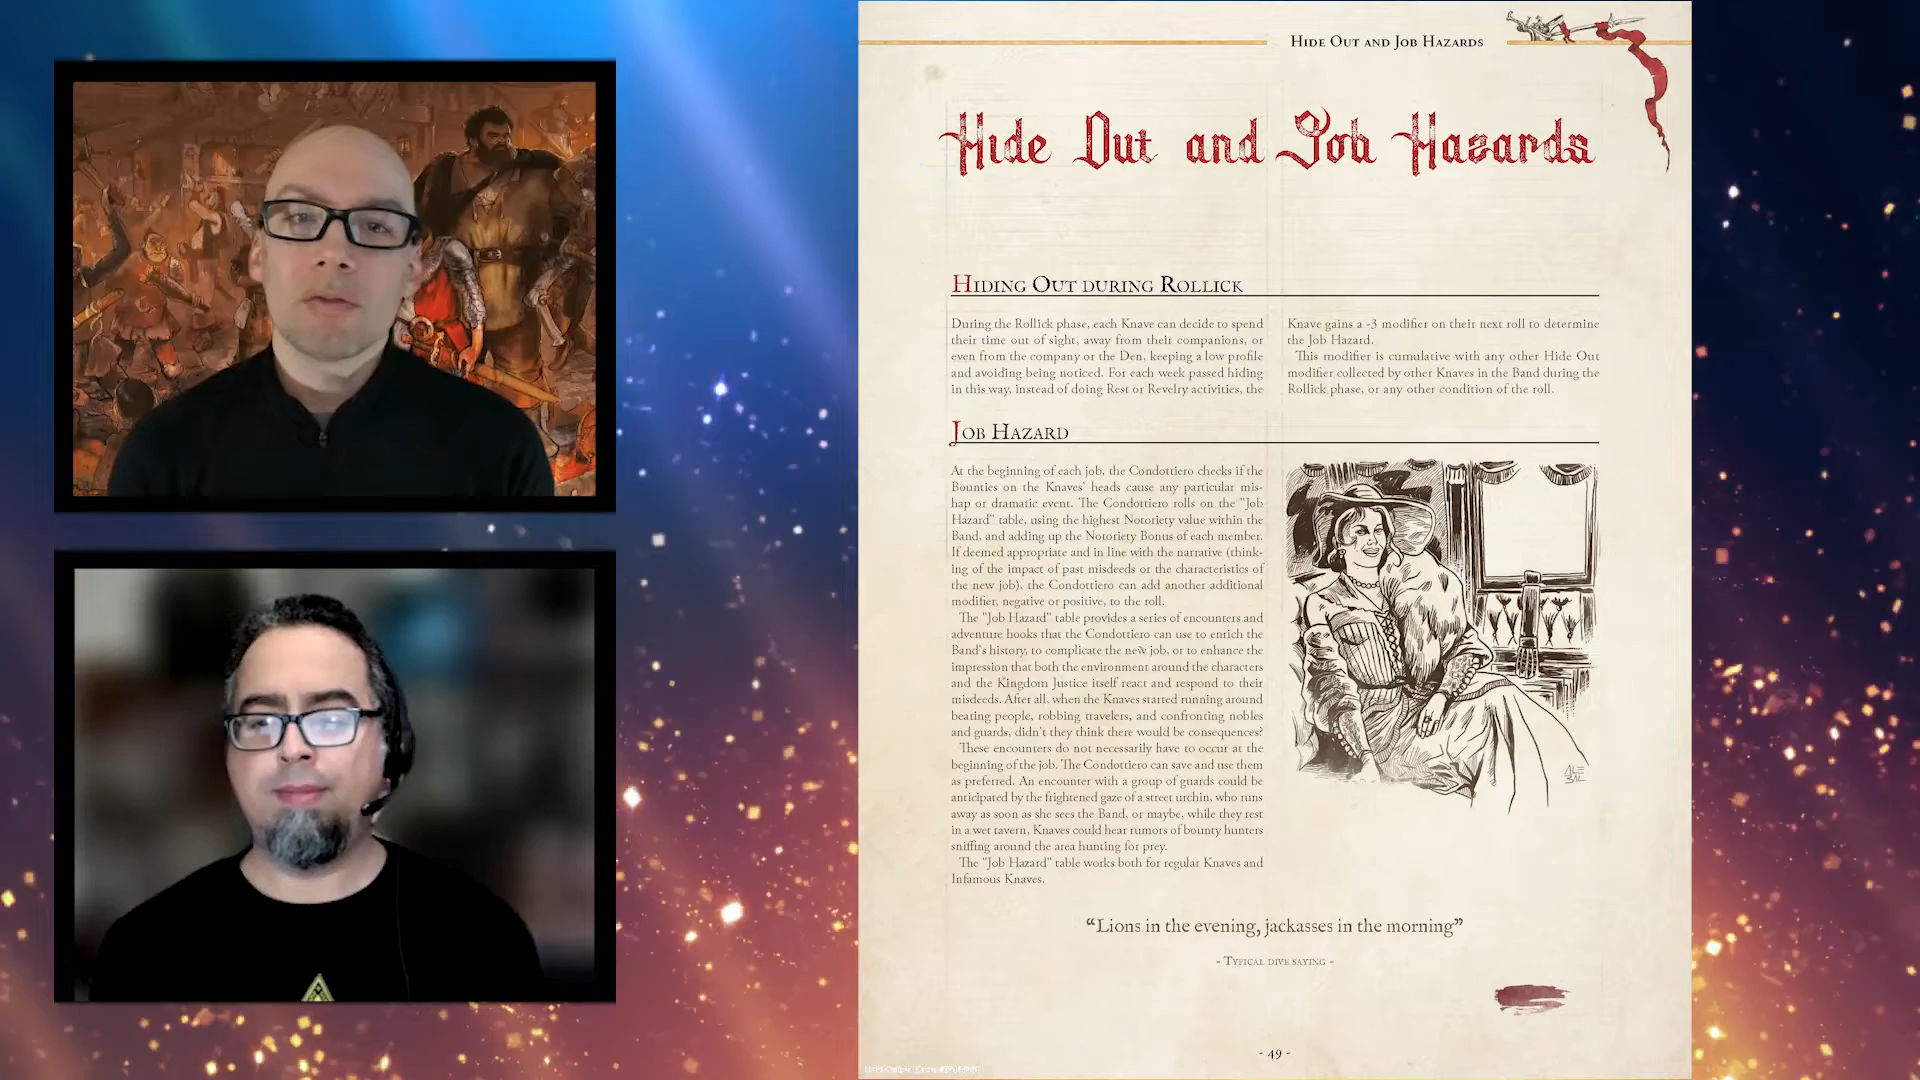 Hide Out and Job Hazards
Hide Out and Job Hazards
Hiding Out during Rollick
During the Rollick phase, each Knave can decide to spend
their time out of sight, away from their companions, or
even from the company or the Den, keeping a low profile
and avoiding being noticed. For each week passed hiding
in this way, instead of doing Rest or Revelry activities, the
Knave gains a -3 modifier on their next roll to determine
the Job Hazard.
This modifier is cumulative with any other Hide Out
modifier collected by other Knaves in the Band during the
Rollick phase, or any other condition of the roll.
Job Hazard
At the beginning of each job, the Condottiero checks if the
Bounties on the Knaves' heads cause any particular mis-
hap or dramatic event. The Condottiero rolls on the "Job
Hazard" table, using the highest Notoriety value within the
Band, and adding up the Notoriety Bonus of each member.
If deemed appropriate and in line with the narrative (think-
ing of the impact of past misdeeds or the characteristics of
the new job), the Condottiero can add another additional
modifier, negative or positive, to the roll.
The "Job Hazard" table provides a series of encounters and
adventure hooks that the Condottiero can use to enrich the
Band's history, to complicate the new job, or to enhance the
impression that both the environment around the characters
and the Kingdom Justice itself react and respond to their
misdeeds. After all, when the Knaves started running around
beating people, robbing travelers, and confronting nobles
and guards, didn't they think there would be consequences?
These encounters do not necessarily have to occur at the
beginning of the job. The Condottiero can save and use them
as preferred. An encounter with a group of guards could be
anticipated by the frightened gaze of a street urchin, who runs
away as soon as she sees the Band, or maybe, while they rest
in a wet tavern, Knaves could hear rumors of bounty hunters
sniffing around the area hunting for prey.
The "Job Hazard" table works both for regular Knaves and
Infamous Knaves.
ALE
BAL
“Lions in the evening, jackasses in the morning”
- Typical dive saying -
- 49 -